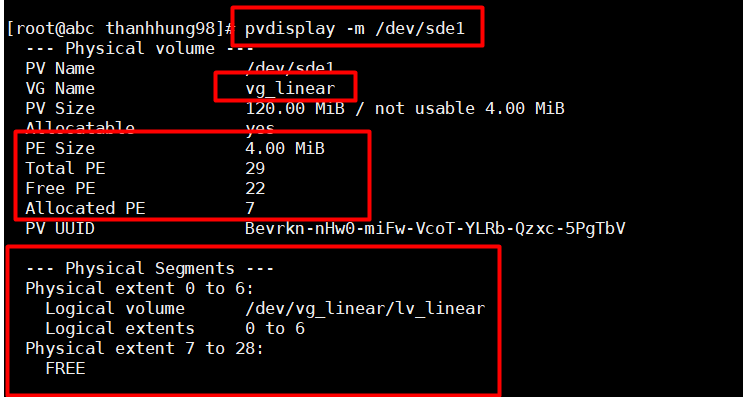 [root@abc thanhhung98]# pvdisplay -m /dev/sde1
--- Physical volume ---
PV Name /dev/sde1
VG Name vg_linear
PV Size 120.00 MiB / not usable 4.00 MiB
Allocatable yes
PE Size 4.00 MiB
Total PE 29
Free PE 22
Allocated PE 7
PV UUID Bevrkn-nHw0-miFw-VcoT-YLRb-Qzxc-5PgTbV
--- Physical Segments ---
Physical extent 0 to 6:
Logical volume /dev/vg_linear/lv_linear
Logical extents 0 to 6
Physical extent 7 to 28:
FREE